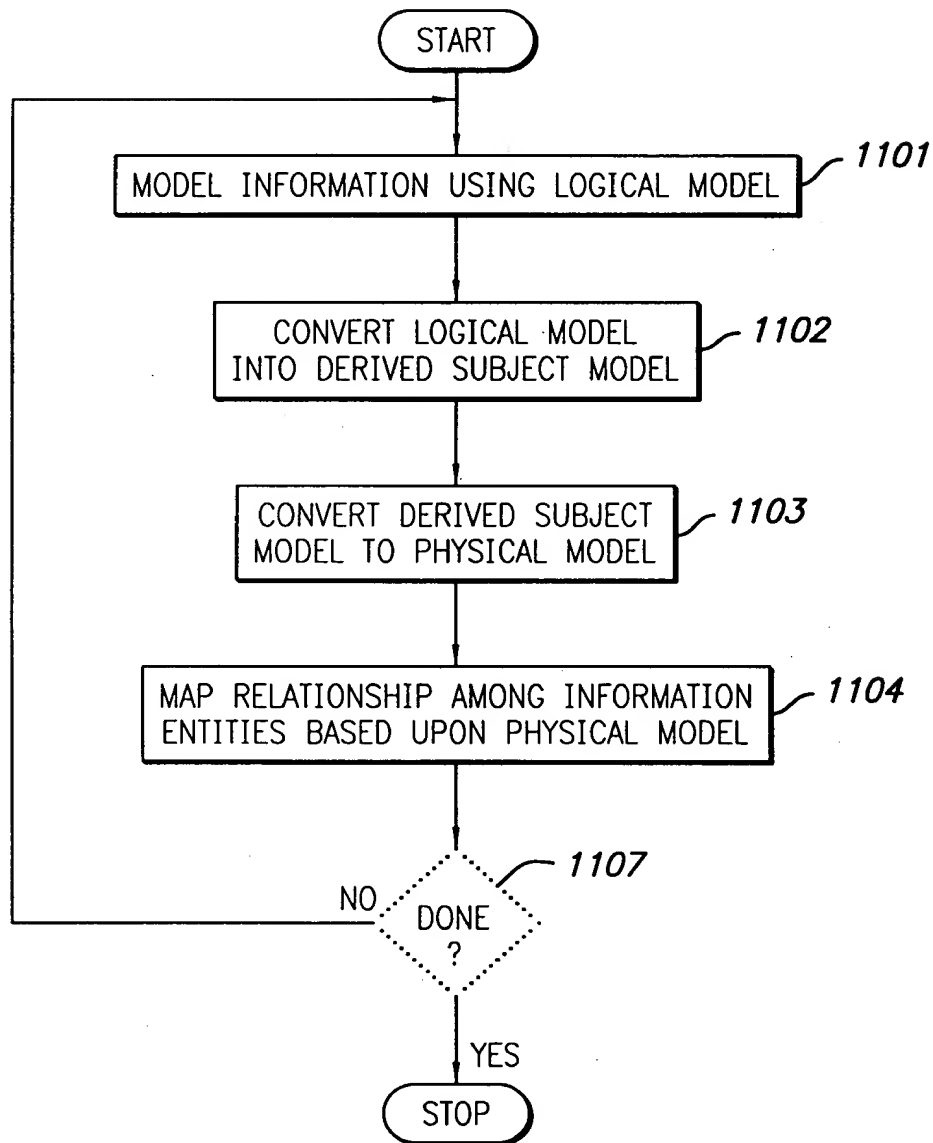 START
1101
MODEL INFORMATION USING LOGICAL MODEL
1102
CONVERT LOGICAL MODEL
INTO DERIVED SUBJECT MODEL
1103
CONVERT DERIVED SUBJECT
MODEL TO PHYSICAL MODEL
1104
MAP RELATIONSHIP AMONG INFORMATION
ENTITIES BASED UPON PHYSICAL MODEL
1107
NO
DONE
?
YES
STOP